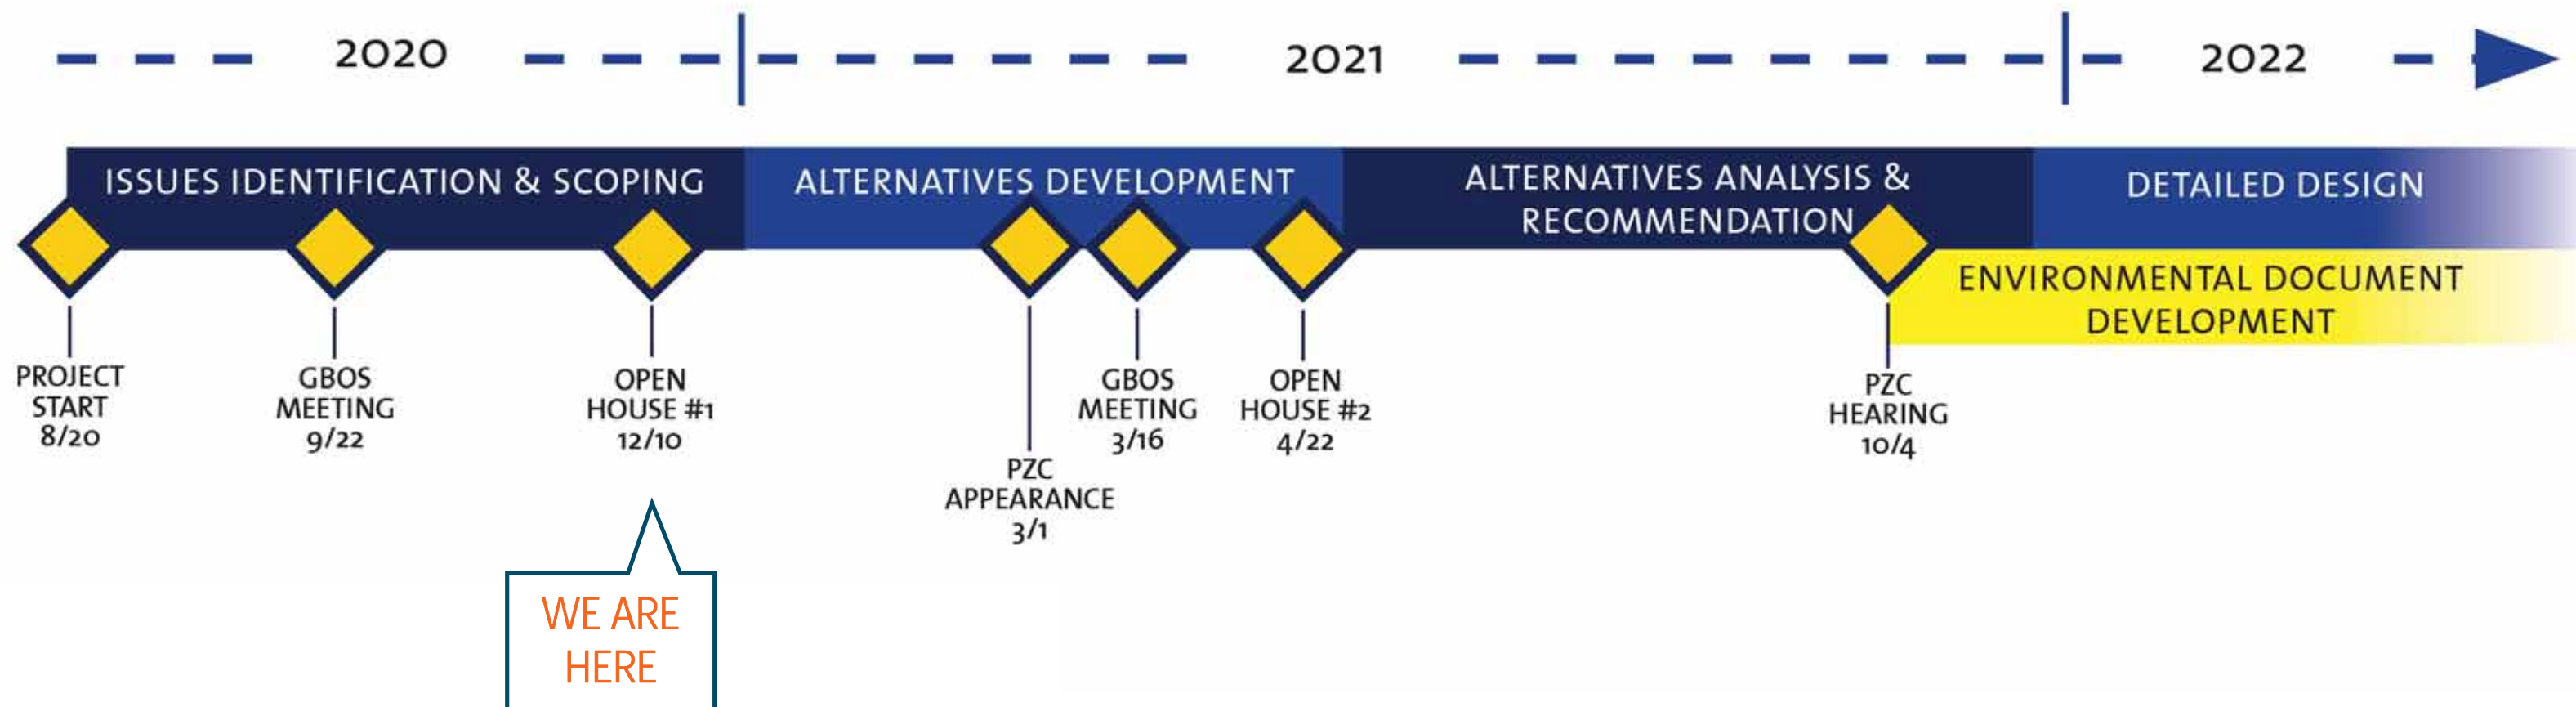 2020
2021
2022
ISSUES IDENTIFICATION & SCOPING
ALTERNATIVES DEVELOPMENT
ALTERNATIVES ANALYSIS &
RECOMMENDATION
DETAILED DESIGN
ENVIRONMENTAL DOCUMENT
DEVELOPMENT
PROJECT
START
8/20
GBOS
MEETING
9/22
OPEN
HOUSE #1
12/10
PZC
APPEARANCE
3/1
GBOS
MEETING
3/16
OPEN
HOUSE #2
4/22
PZC
HEARING
10/4
WE ARE
HERE